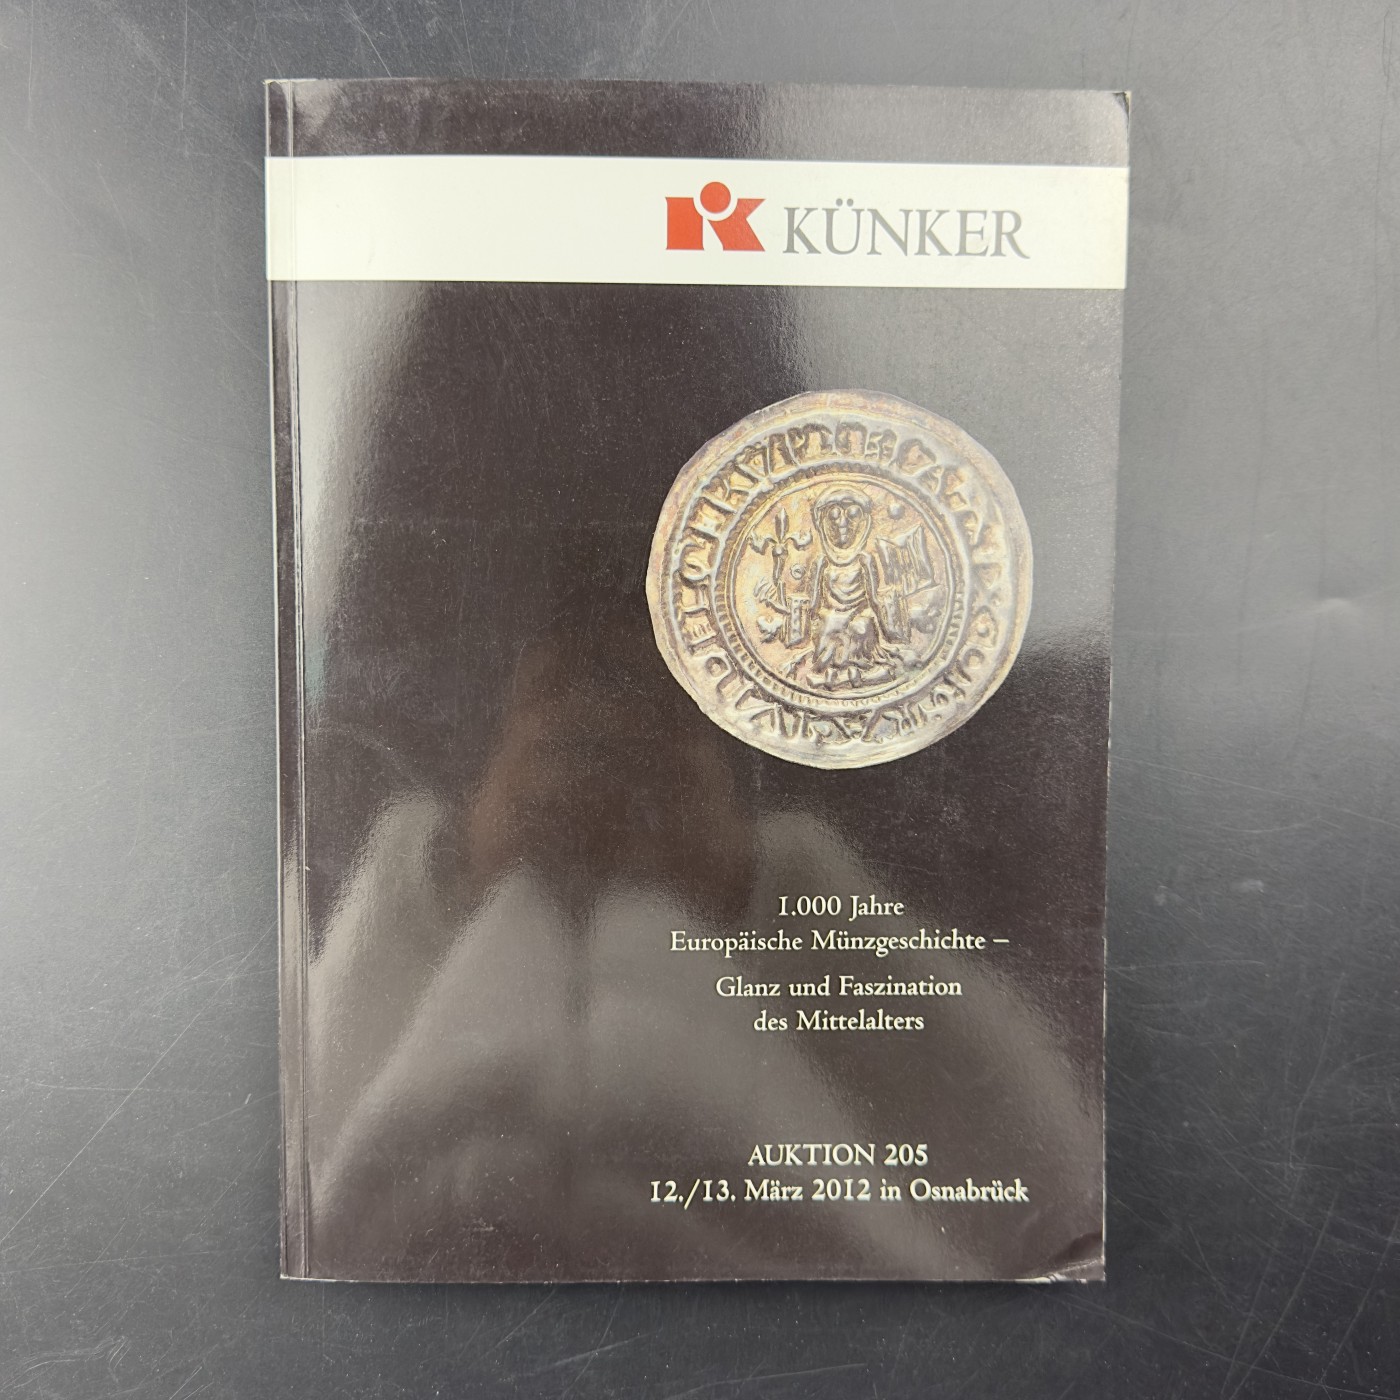 KÜNKER
1.000 Jahre
Europäische Münzgeschichte –
Glanz und Faszination
des Mittelalters
AUKTION 205
12./13. März 2012 in Osnabrück